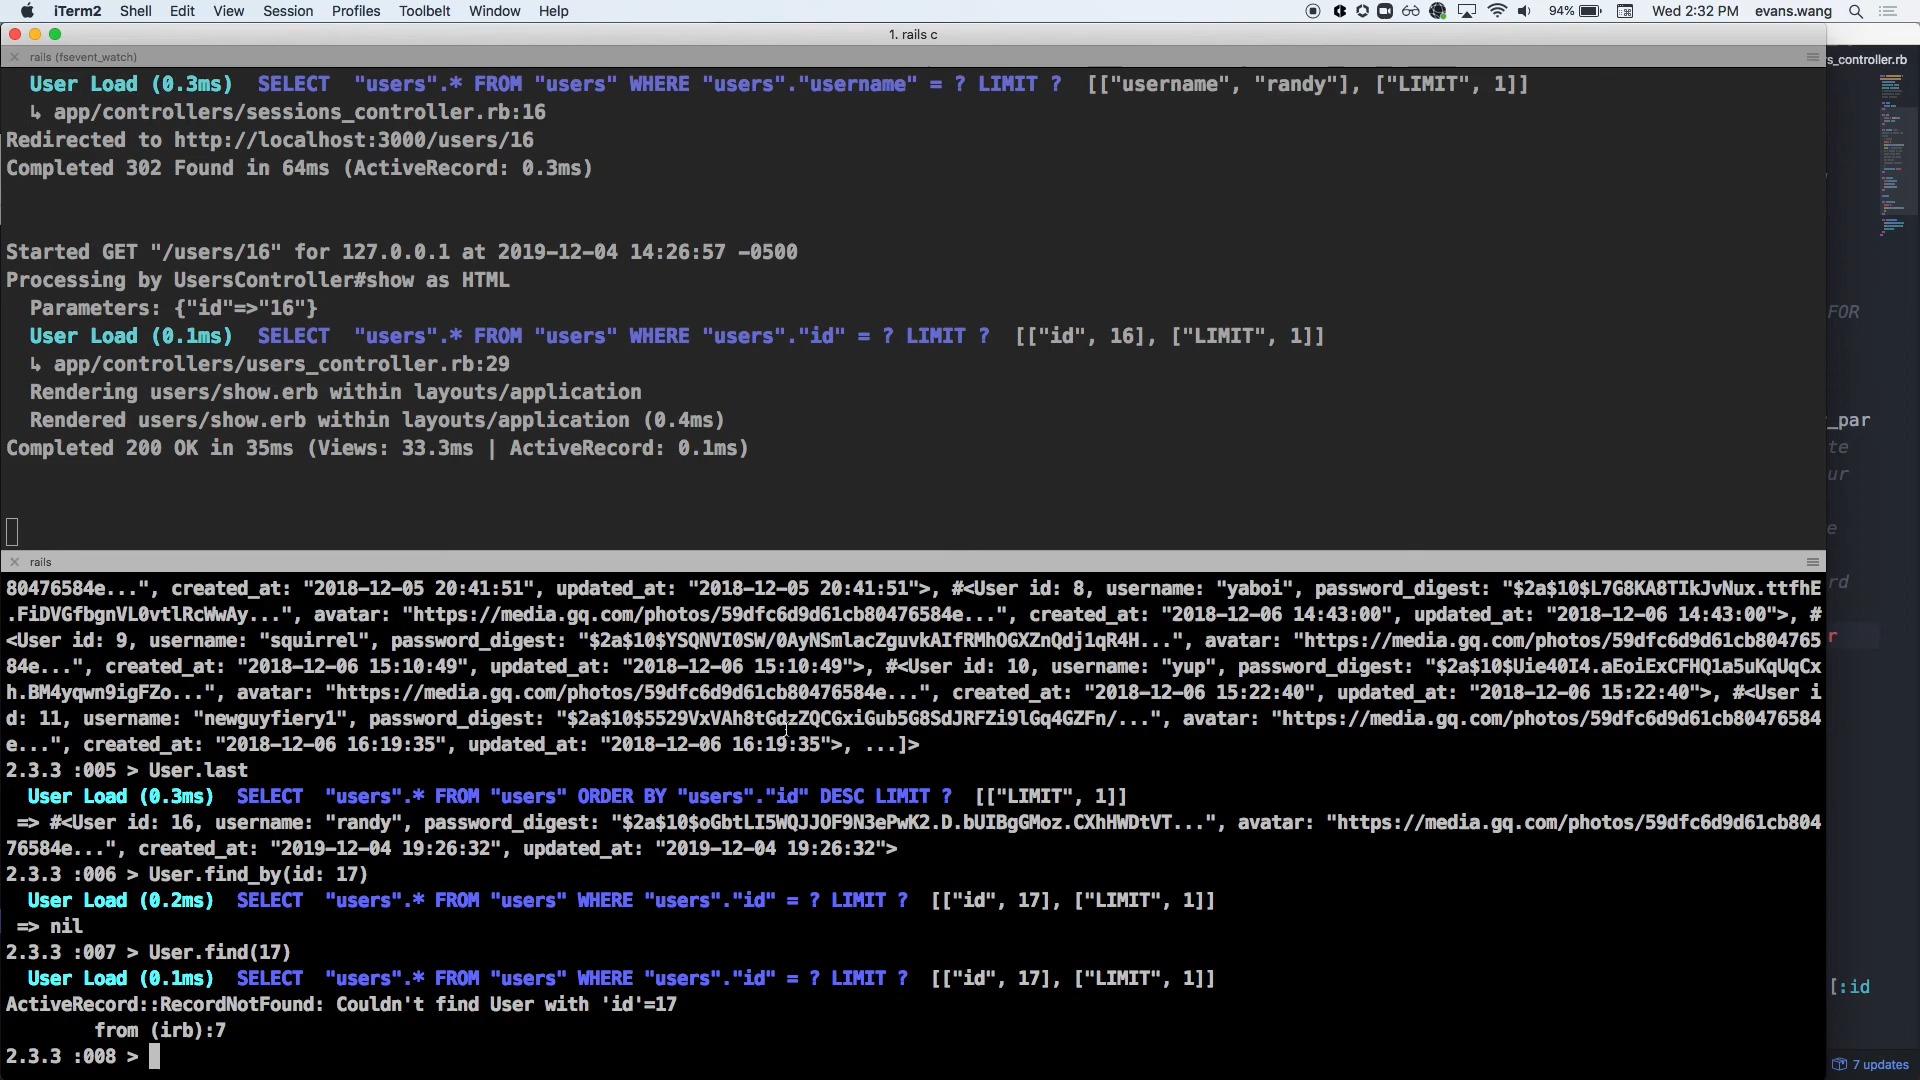 iTerm2 Shell Edit View Session Profiles Toolbelt Window Help 94% Wed 2:32 PM evans.wang
1. rails c
rails (fsevent_watch)
s_controller.rb
User Load (0.3ms)  SELECT  "users".* FROM "users" WHERE "users"."username" = ? LIMIT ?  [["username", "randy"], ["LIMIT", 1]]
↳ app/controllers/sessions_controller.rb:16
Redirected to http://localhost:3000/users/16
Completed 302 Found in 64ms (ActiveRecord: 0.3ms)
Started GET "/users/16" for 127.0.0.1 at 2019-12-04 14:26:57 -0500
Processing by UsersController#show as HTML
Parameters: {"id"=>"16"}
FOR
User Load (0.1ms)  SELECT  "users".* FROM "users" WHERE "users"."id" = ? LIMIT ?  [["id", 16], ["LIMIT", 1]]
↳ app/controllers/users_controller.rb:29
Rendering users/show.erb within layouts/application
Rendered users/show.erb within layouts/application (0.4ms)
_par
Completed 200 OK in 35ms (Views: 33.3ms | ActiveRecord: 0.1ms)
te
ur
e
rails
80476584e...", created_at: "2018-12-05 20:41:51", updated_at: "2018-12-05 20:41:51">, #<User id: 8, username: "yaboi", password_digest: "$2a$10$L7G8KA8TIkJvNux.ttfhE
rd
.FiDVGfbgnVL0vtlRcWwAy...", avatar: "https://media.gq.com/photos/59dfc6d9d61cb80476584e...", created_at: "2018-12-06 14:43:00", updated_at: "2018-12-06 14:43:00">, #
<User id: 9, username: "squirrel", password_digest: "$2a$10$YSQNVI0SW/0AyNSmlacZguvkAIfRMhOGXZnQdj1qR4H...", avatar: "https://media.gq.com/photos/59dfc6d9d61cb804765
r
84e...", created_at: "2018-12-06 15:10:49", updated_at: "2018-12-06 15:10:49">, #<User id: 10, username: "yup", password_digest: "$2a$10$Uie40I4.aEoiExCFHQ1a5uKqUqCx
h.BM4yqwn9igFZo...", avatar: "https://media.gq.com/photos/59dfc6d9d61cb80476584e...", created_at: "2018-12-06 15:22:40", updated_at: "2018-12-06 15:22:40">, #<User i
d: 11, username: "newguyfiery1", password_digest: "$2a$10$5529VxVAh8tGdzZQCGxiGub5G8SdJRFZi9lGq4GZFn/...", avatar: "https://media.gq.com/photos/59dfc6d9d61cb80476584
e...", created_at: "2018-12-06 16:19:35", updated_at: "2018-12-06 16:19:35">, ...]>
2.3.3 :005 > User.last
User Load (0.3ms)  SELECT  "users".* FROM "users" ORDER BY "users"."id" DESC LIMIT ?  [["LIMIT", 1]]
=> #<User id: 16, username: "randy", password_digest: "$2a$10$oGbtLI5WQJJOF9N3ePwK2.D.bUIBgGMoz.CXhHWDtVT...", avatar: "https://media.gq.com/photos/59dfc6d9d61cb804
76584e...", created_at: "2019-12-04 19:26:32", updated_at: "2019-12-04 19:26:32">
2.3.3 :006 > User.find_by(id: 17)
User Load (0.2ms)  SELECT  "users".* FROM "users" WHERE "users"."id" = ? LIMIT ?  [["id", 17], ["LIMIT", 1]]
=> nil
2.3.3 :007 > User.find(17)
User Load (0.1ms)  SELECT  "users".* FROM "users" WHERE "users"."id" = ? LIMIT ?  [["id", 17], ["LIMIT", 1]]
[:id
ActiveRecord::RecordNotFound: Couldn't find User with 'id'=17
from (irb):7
2.3.3 :008 >
7 updates